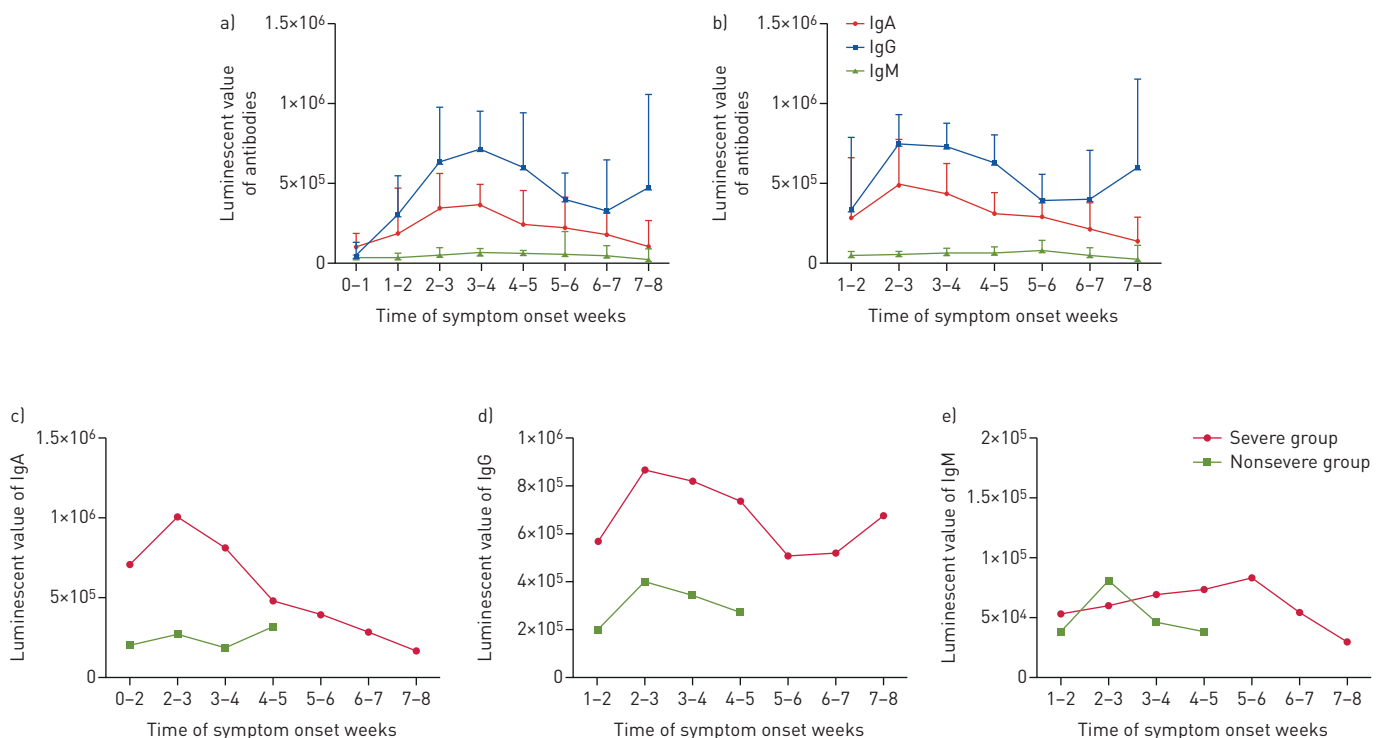 a)
Luminescent value
of antibodies
1.5×10⁶
1×10⁶
5×10⁵
0
0–1
1–2
2–3
3–4
4–5
5–6
6–7
7–8
Time of symptom onset weeks
b)
IgA
IgG
IgM
Luminescent value
of antibodies
1.5×10⁶
1×10⁶
5×10⁵
0
1–2
2–3
3–4
4–5
5–6
6–7
7–8
Time of symptom onset weeks
c)
Luminescent value of IgA
1.5×10⁶
1×10⁶
5×10⁵
0
0–2
2–3
3–4
4–5
5–6
6–7
7–8
Time of symptom onset weeks
d)
Luminescent value of IgG
1×10⁶
8×10⁵
6×10⁵
4×10⁵
2×10⁵
0
1–2
2–3
3–4
4–5
5–6
6–7
7–8
Time of symptom onset weeks
e)
Severe group
Nonsevere group
Luminescent value of IgM
2×10⁵
1.5×10⁵
1×10⁵
5×10⁴
0
1–2
2–3
3–4
4–5
5–6
6–7
7–8
Time of symptom onset weeks